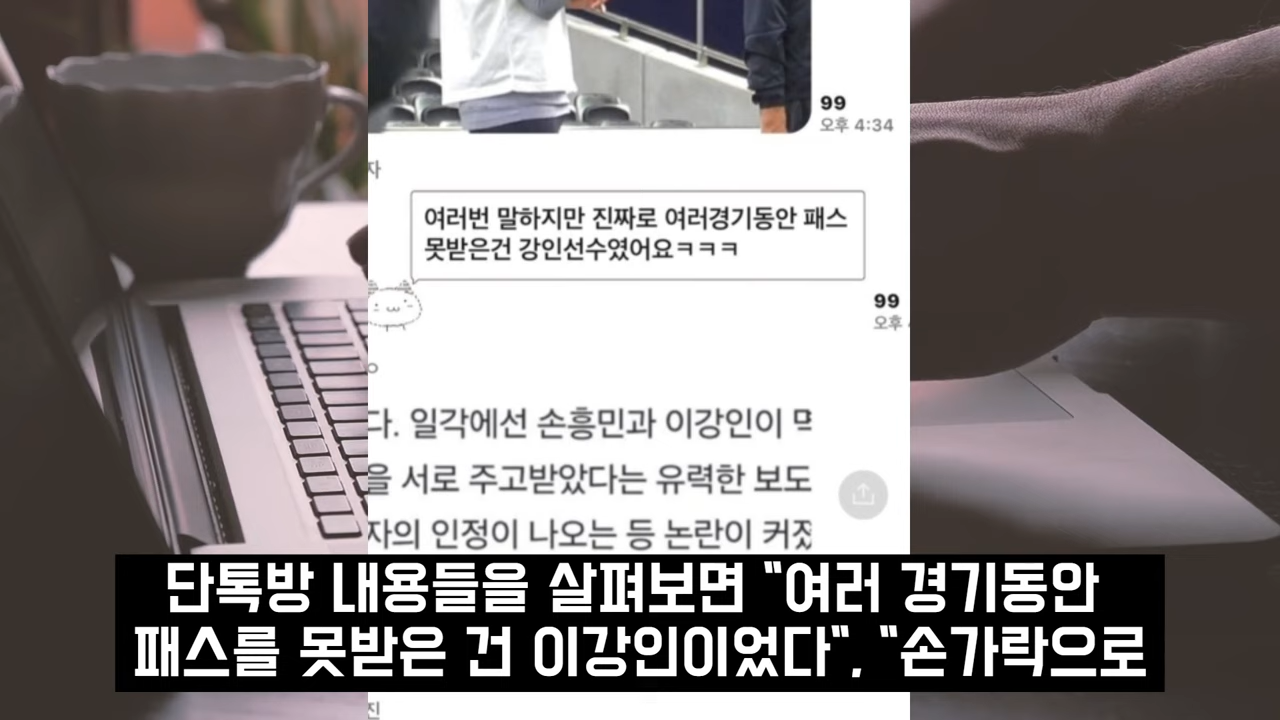 99
오후 4:34
자
여러번 말하지만 진짜로 여러경기동안 패스
못받은건 강인선수였어요ㅋㅋㅋ
99
오후
다. 일각에선 손흥민과 이강인이
을 서로 주고받았다는 유력한 보도
자의 인정이 나오는 등 논란이 커졌
단톡방 내용들을 살펴보면 "여러 경기동안
패스를 못받은 건 이강인이었다", "손가락으로
진